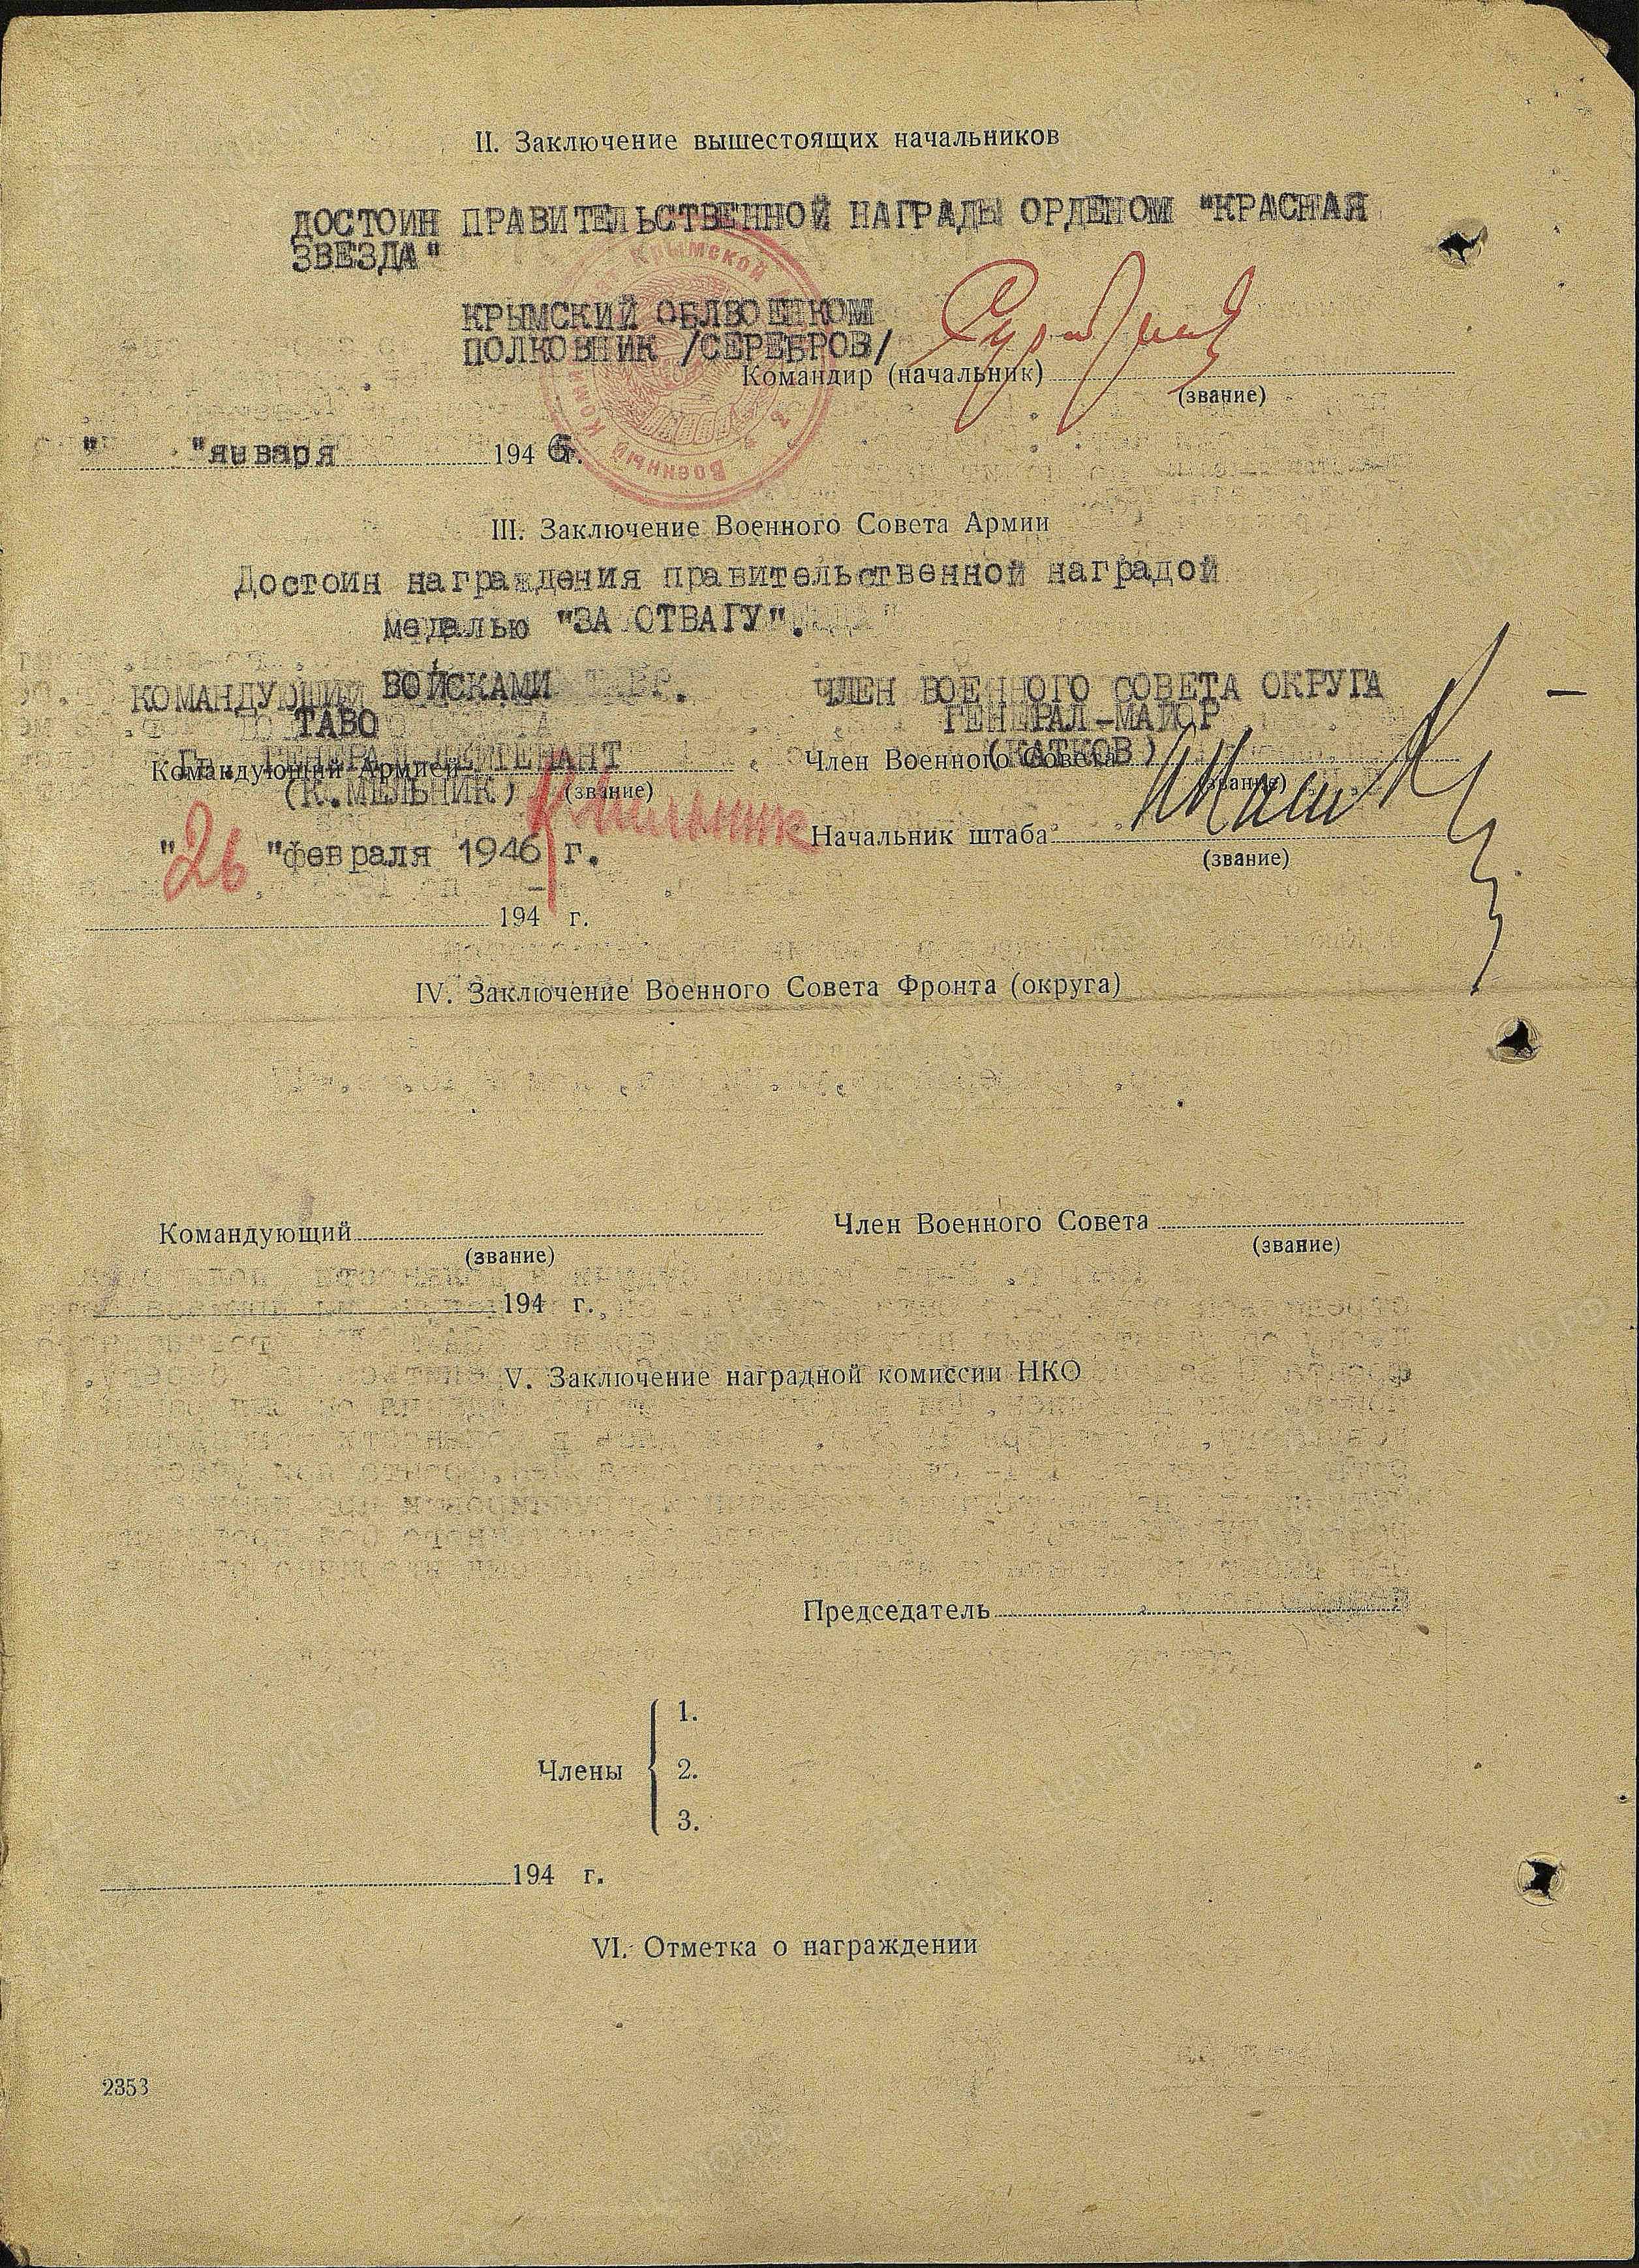 II. Заключение вышестоящих начальников
ДОСТОИН ПРАВИТЕЛЬСТВЕННОЙ НАГРАДЫ ОРДЕНОМ "КРАСНАЯ
ЗВЕЗДА"
КРЫМСКИЙ ОБЛВОЕНКОМ
ПОЛКОВНИК /СЕРЕБРОВ/
Командир (начальник)
(звание)
" "января 1946 г.
III. Заключение Военного Совета Армии
Достоин награждения правительственной наградой
медалью "ЗА ОТВАГУ".
КОМАНДУЮЩИЙ ВОЙСКАМИ
ТАВО
ГЕНЕРАЛ-ЛЕЙТЕНАНТ
Командующий Армией
(К.МЕЛЬНИК) (звание)
ЧЛЕН ВОЕННОГО СОВЕТА ОКРУГА
ГЕНЕРАЛ-МАЙОР
(КАТКОВ)
Член Военного Совета
(звание)
К Мельник
Начальник штаба
(звание)
"26 "февраля 1946 г.
194 г.
IV. Заключение Военного Совета Фронта (округа)
Командующий
(звание)
Член Военного Совета
(звание)
194 г.
V. Заключение наградной комиссии НКО
Председатель
1.
Члены 2.
3.
194 г.
VI. Отметка о награждении
2353